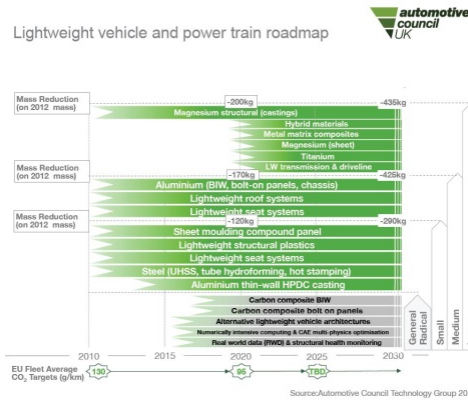 Lightweight vehicle and power train roadmap
automotive
council
UK
Mass Reduction
(on 2012 mass)
-200kg
-435kg
Magnesium structural (castings)
Hybrid materials
Metal matrix composites
Magnesium (sheet)
Titanium
LW transmission & driveline
Mass Reduction
(on 2012 mass)
-170kg
-425kg
Aluminium (BIW, bolt-on panels, chassis)
Lightweight roof systems
Lightweight seat systems
Mass Reduction
(on 2012 mass)
-120kg
-290kg
Sheet moulding compound panel
Lightweight structural plastics
Lightweight seat systems
Steel (UHSS, tube hydroforming, hot stamping)
Aluminium thin-wall HPDC casting
Carbon composite BIW
Carbon composite bolt on panels
Alternative lightweight vehicle architectures
Numerically intensive computing & CAE multi-physics optimisation
Real world data (RWD) & structural health monitoring
General
Radical
Small
Medium
2010
2015
2020
2025
2030
EU Fleet Average
CO2 Targets (g/km)
130
95
TBD
Source:Automotive Council Technology Group 20